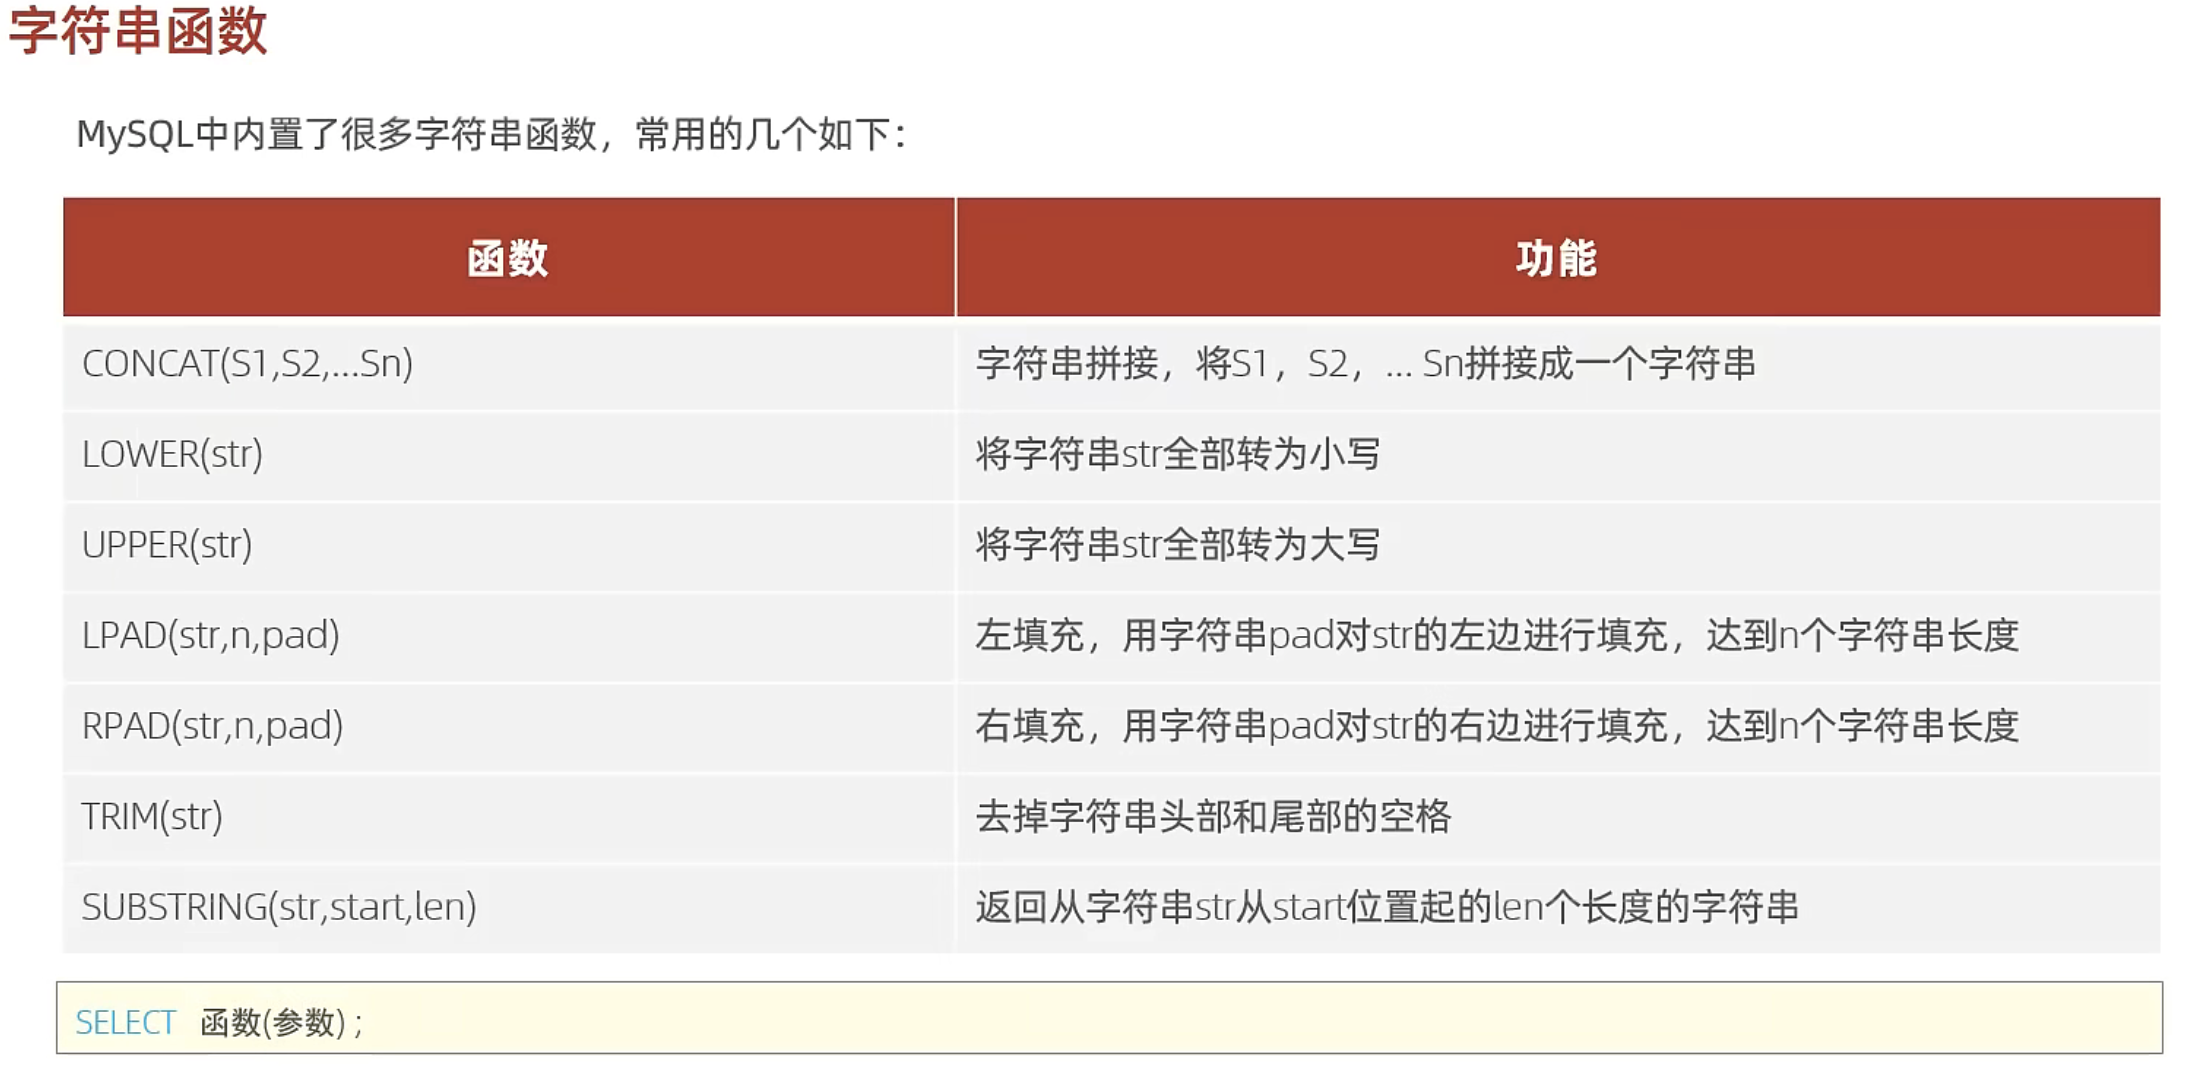 字符串函数
MySQL中内置了很多字符串函数，常用的几个如下：
函数 功能
CONCAT(S1,S2,...Sn) 字符串拼接，将S1，S2，... Sn拼接成一个字符串
LOWER(str) 将字符串str全部转为小写
UPPER(str) 将字符串str全部转为大写
LPAD(str,n,pad) 左填充，用字符串pad对str的左边进行填充，达到n个字符串长度
RPAD(str,n,pad) 右填充，用字符串pad对str的右边进行填充，达到n个字符串长度
TRIM(str) 去掉字符串头部和尾部的空格
SUBSTRING(str,start,len) 返回从字符串str从start位置起的len个长度的字符串
SELECT 函数(参数) ;